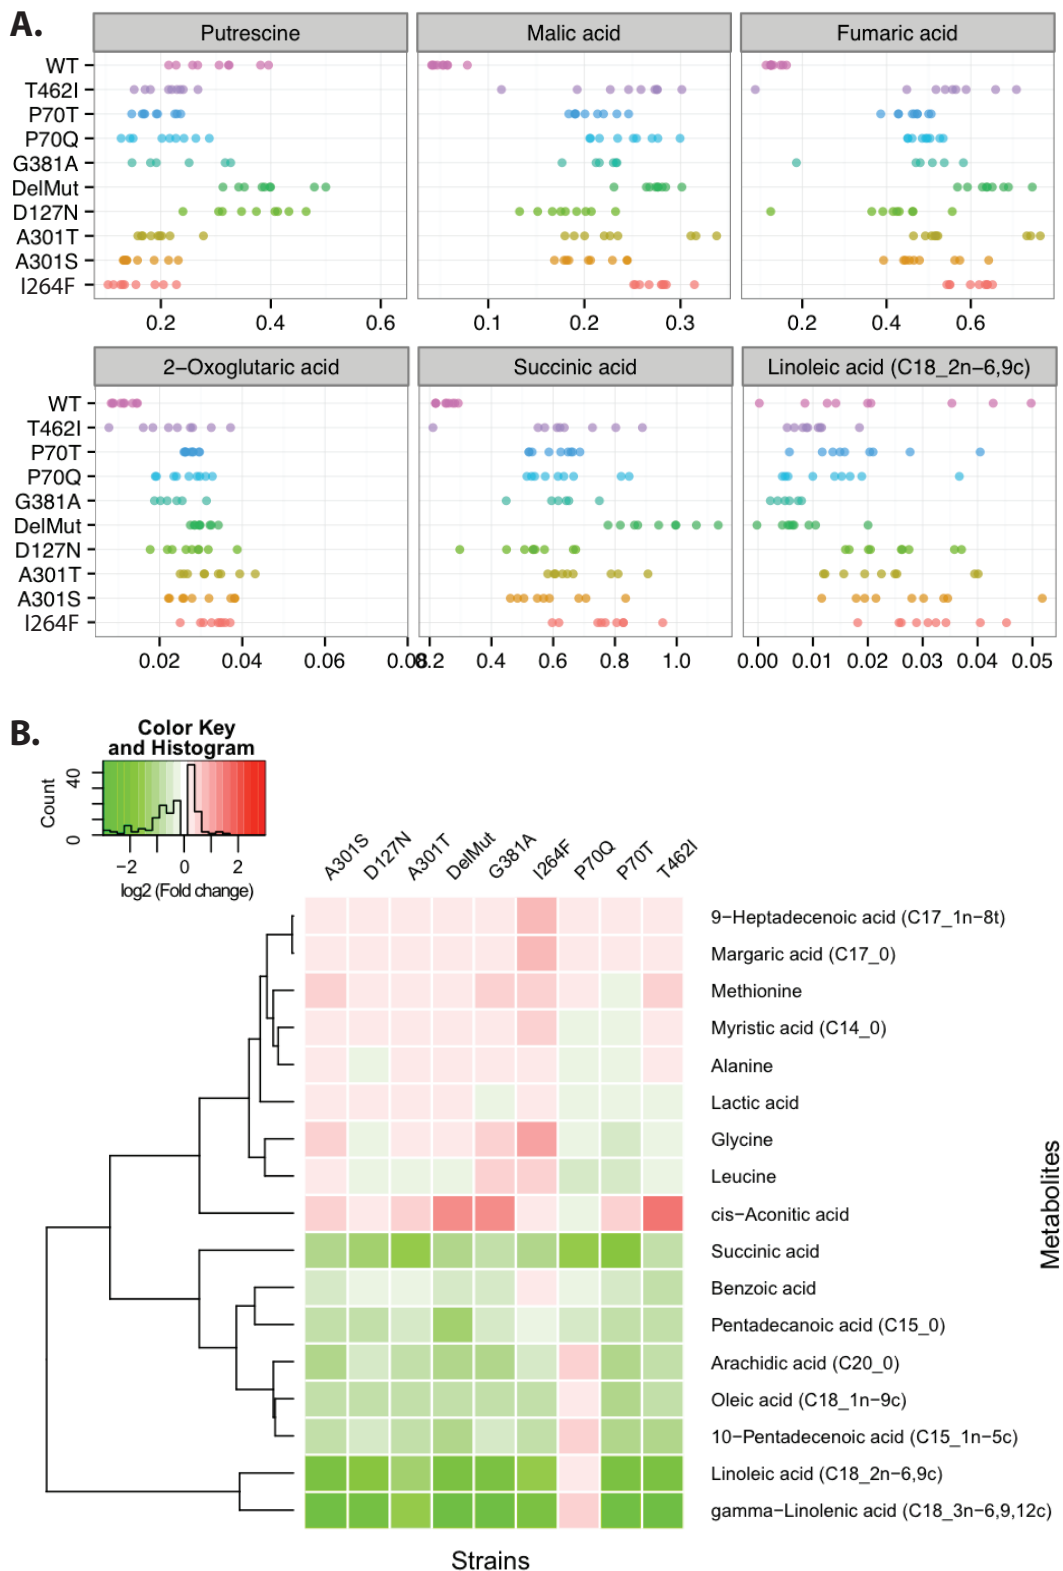 A.
Putrescine
Malic acid
Fumaric acid
WT
T462I
P70T
P70Q
G381A
DelMut
D127N
A301T
A301S
I264F
0.2 0.4 0.6
0.1 0.2 0.3
0.2 0.4 0.6
2−Oxoglutaric acid
Succinic acid
Linoleic acid (C18_2n−6,9c)
WT
T462I
P70T
P70Q
G381A
DelMut
D127N
A301T
A301S
I264F
0.02 0.04 0.06 0.08
0.2 0.4 0.6 0.8 1.0
0.00 0.01 0.02 0.03 0.04 0.05
B.
Color Key
and Histogram
Count
0 40
−2 0 2
log2 (Fold change)
A301S D127N A301T DelMut G381A I264F P70Q P70T T462I
9−Heptadecenoic acid (C17_1n−8t)
Margaric acid (C17_0)
Methionine
Myristic acid (C14_0)
Alanine
Lactic acid
Glycine
Leucine
cis−Aconitic acid
Succinic acid
Benzoic acid
Pentadecanoic acid (C15_0)
Arachidic acid (C20_0)
Oleic acid (C18_1n−9c)
10−Pentadecenoic acid (C15_1n−5c)
Linoleic acid (C18_2n−6,9c)
gamma−Linolenic acid (C18_3n−6,9,12c)
Metabolites
Strains